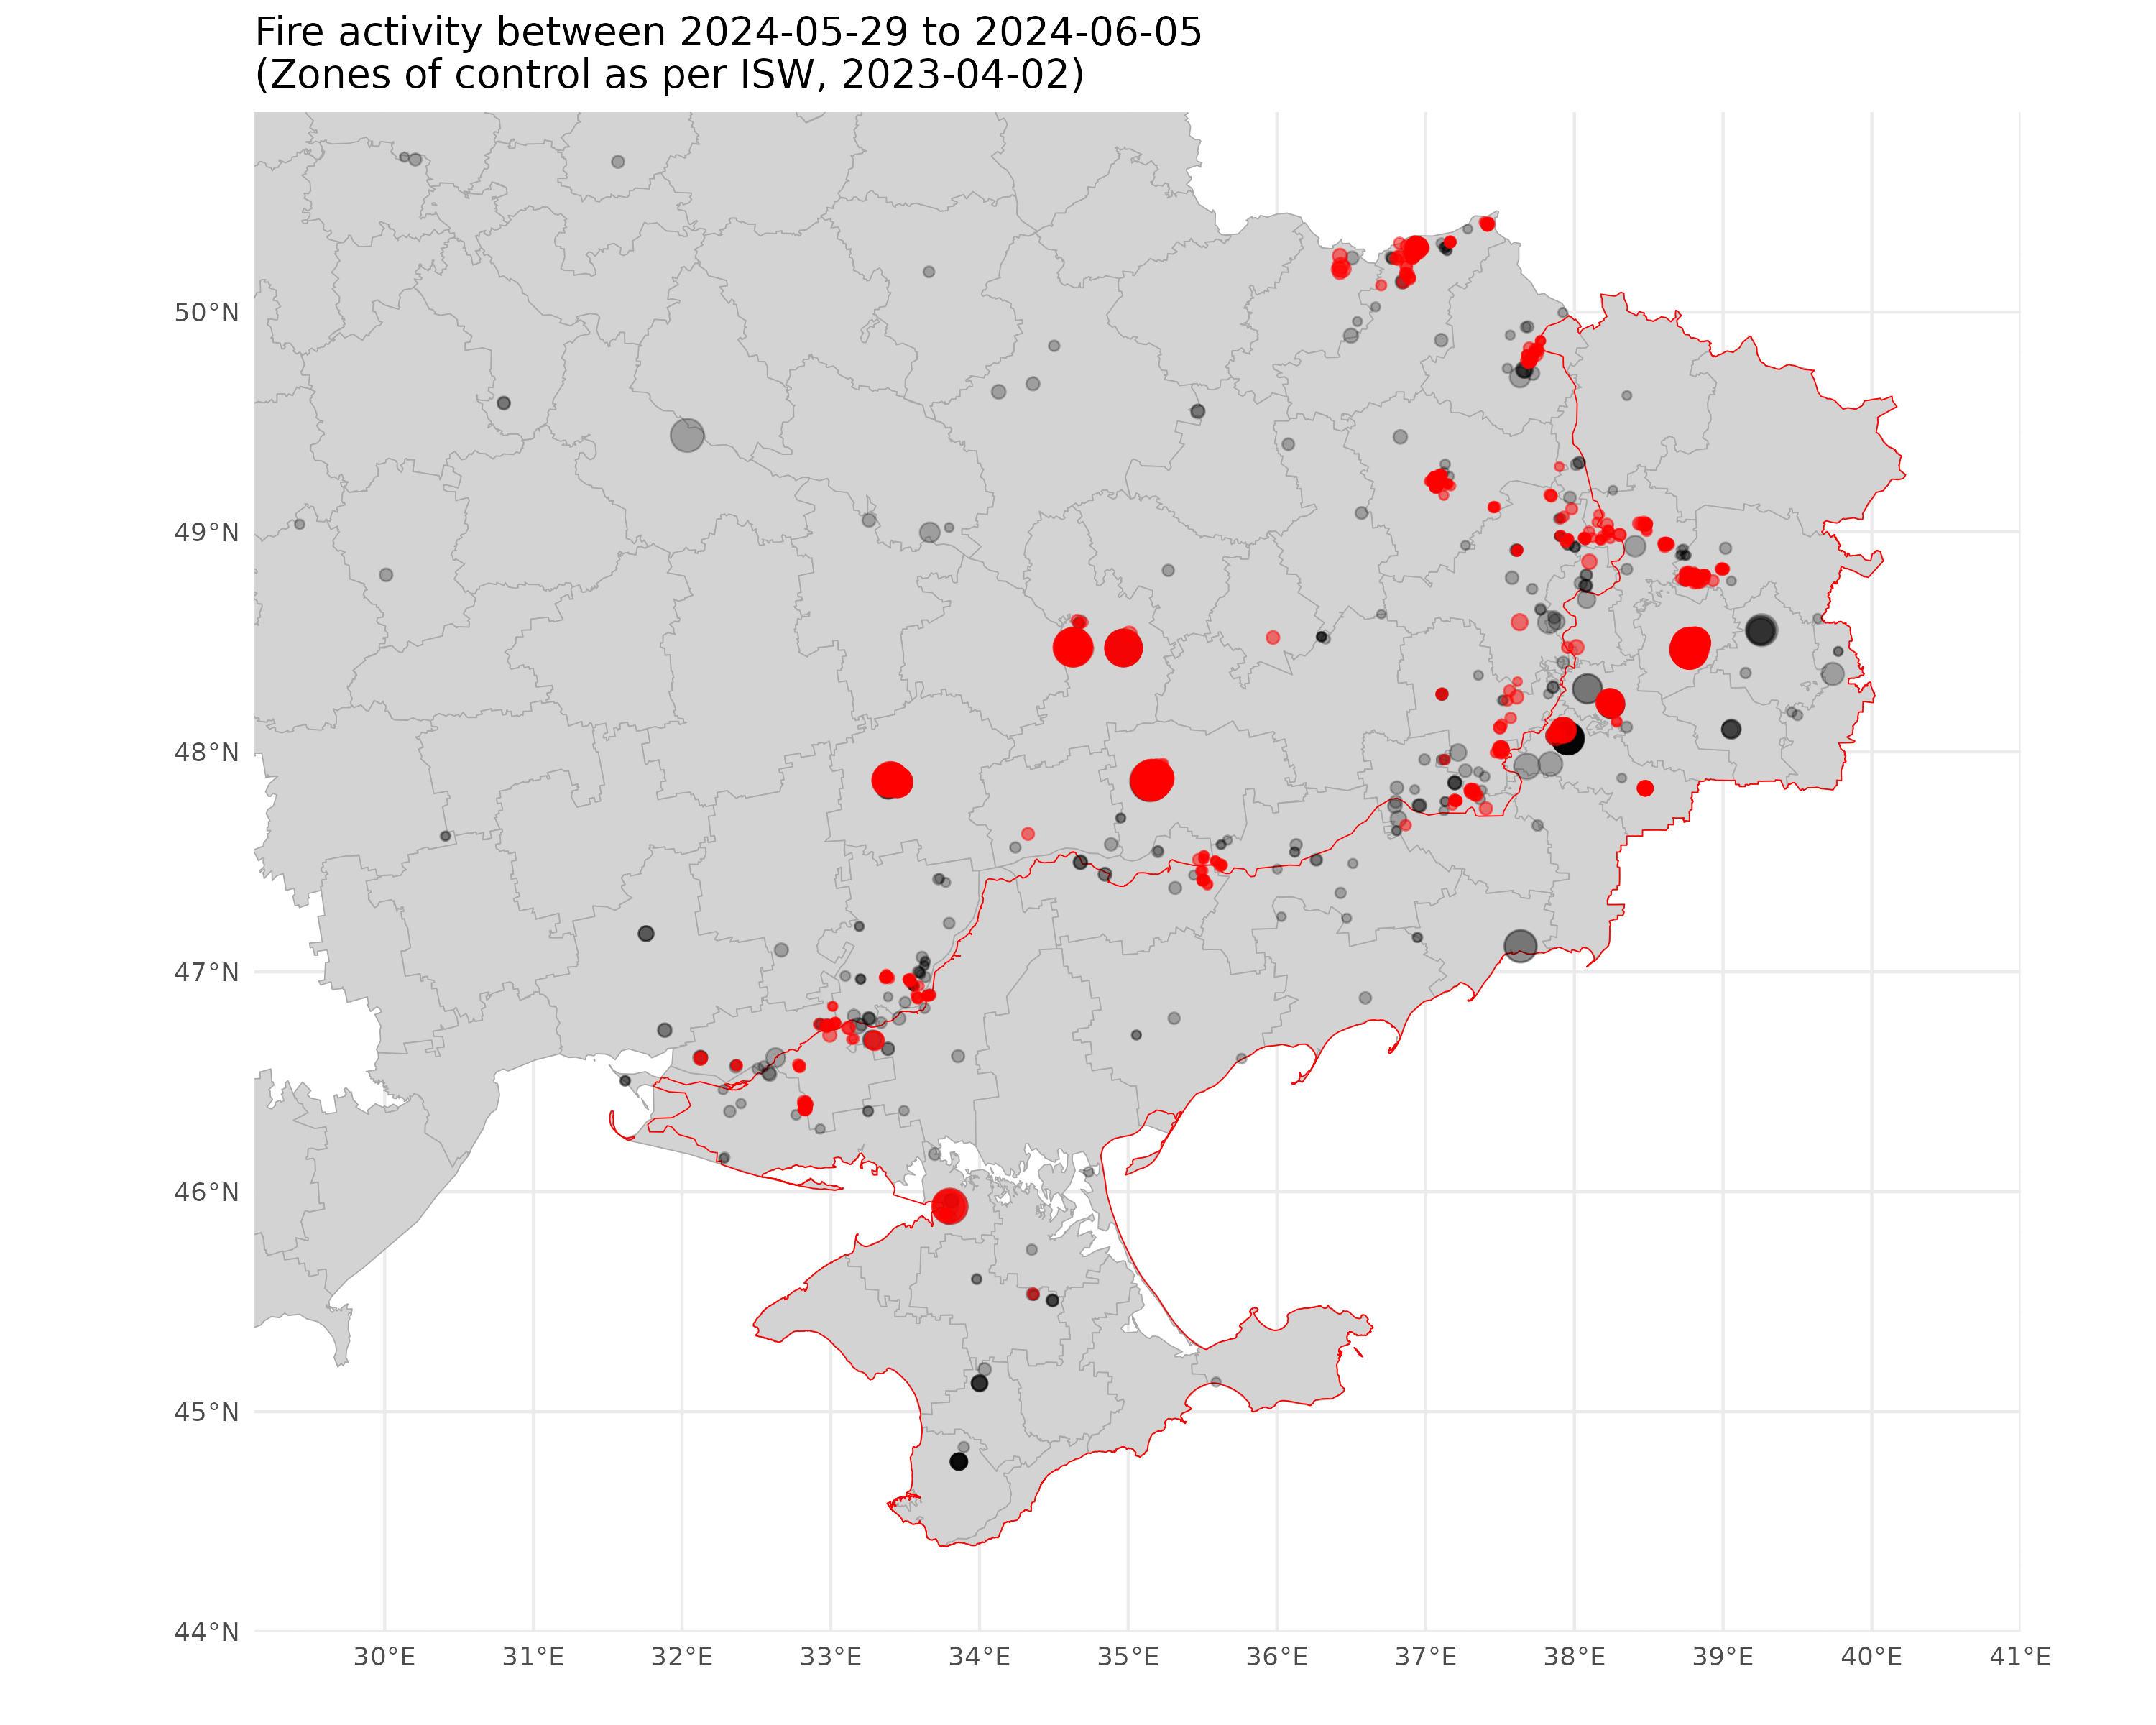 Fire activity between 2024-05-29 to 2024-06-05
(Zones of control as per ISW, 2023-04-02)
50°N
49°N
48°N
47°N
46°N
45°N
44°N
30°E
31°E
32°E
33°E
34°E
35°E
36°E
37°E
38°E
39°E
40°E
41°E